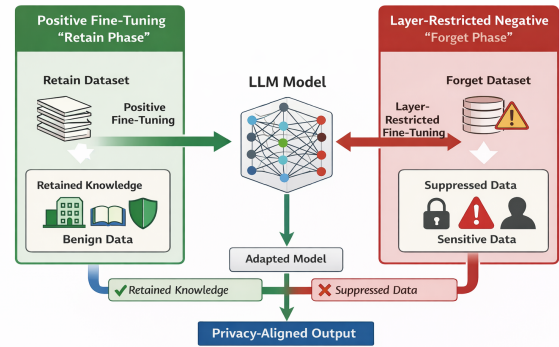 Positive Fine-Tuning
“Retain Phase”
Retain Dataset
Positive
Fine-Tuning
Retained Knowledge
Benign Data
LLM Model
Layer-Restricted Negative
“Forget Phase”
Forget Dataset
Layer-
Restricted
Fine-Tuning
Suppressed Data
Sensitive Data
Adapted Model
Retained Knowledge
Suppressed Data
Privacy-Aligned Output